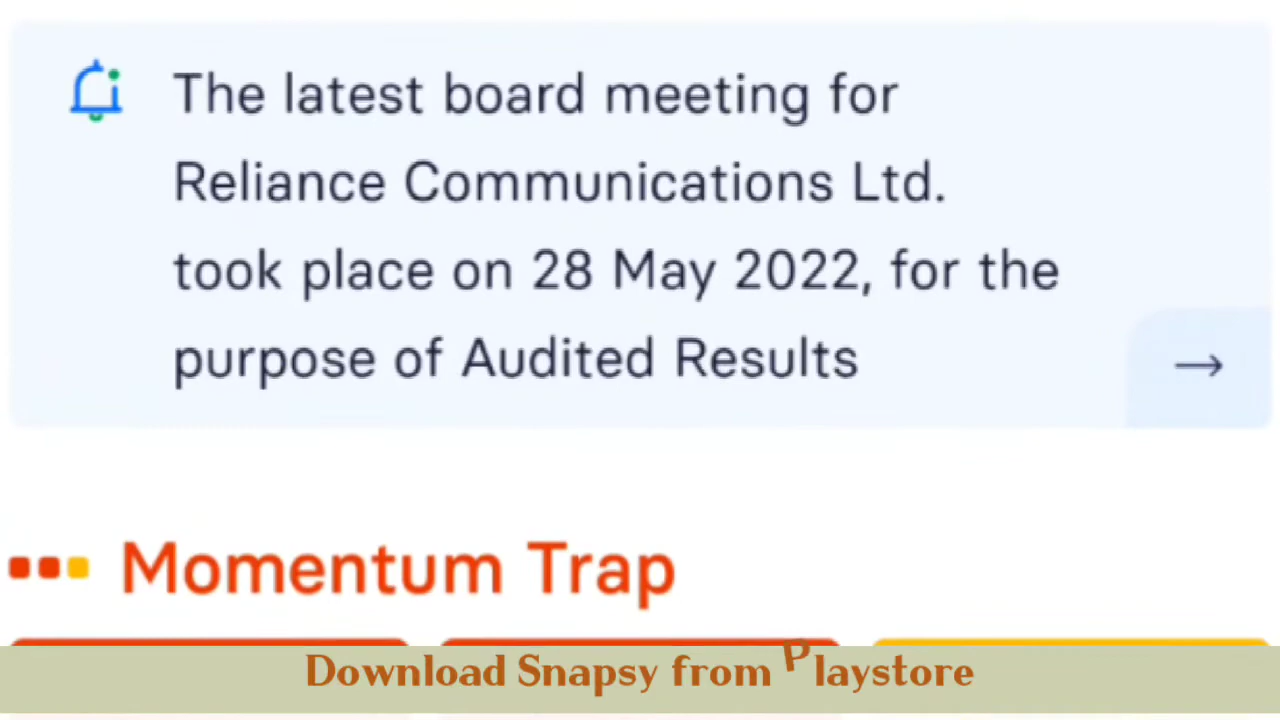 The latest board meeting for
Reliance Communications Ltd.
took place on 28 May 2022, for the
purpose of Audited Results
Momentum Trap
Download Snapsy from Playstore